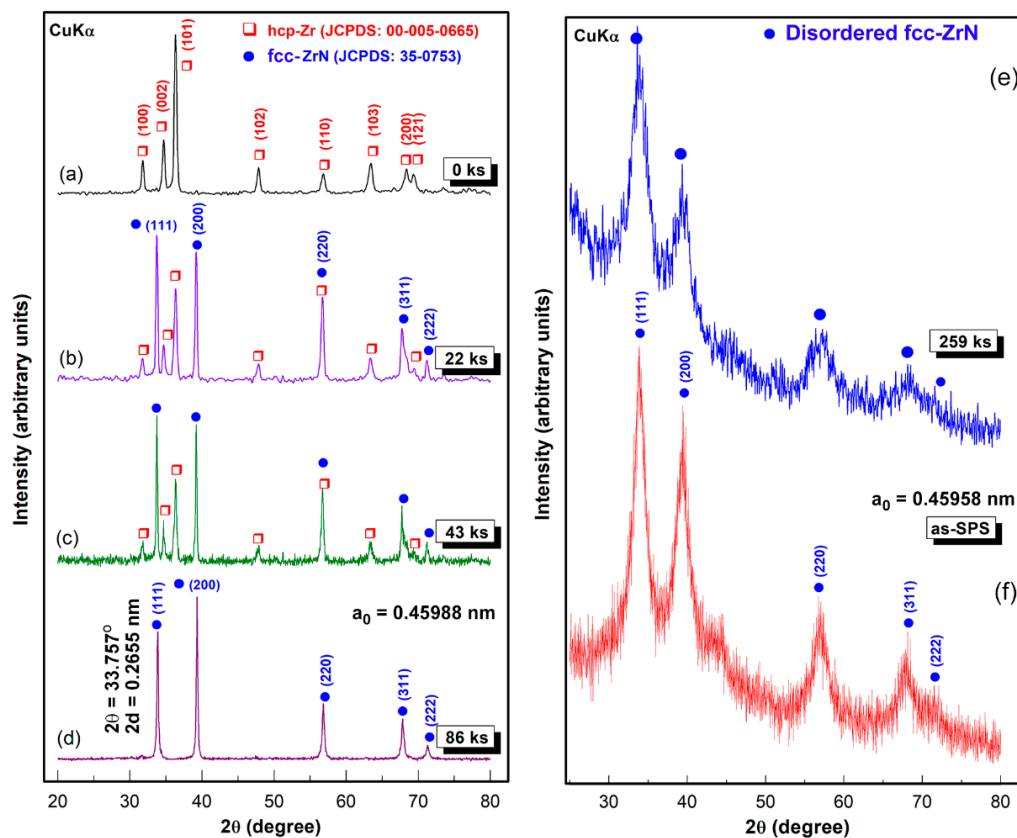 CuKα
hcp-Zr (JCPDS: 00-005-0665)
fcc-ZrN (JCPDS: 35-0753)
(101)
(002)
(100)
(102)
(110)
(103)
(200)
(121)
(a)
0 ks
(111)
(200)
(220)
(311)
(222)
(b)
22 ks
(c)
43 ks
(111)
(200)
a0 = 0.45988 nm
2θ = 33.757°
2d = 0.2655 nm
(220)
(311)
(222)
(d)
86 ks
20
30
40
50
60
70
80
2θ (degree)
Intensity (arbitrary units)
CuKα
Disordered fcc-ZrN
(e)
259 ks
(111)
(200)
a0 = 0.45958 nm
as-SPS
(220)
(311)
(222)
(f)
30
40
50
60
70
80
2θ (degree)
Intensity (arbitrary units)